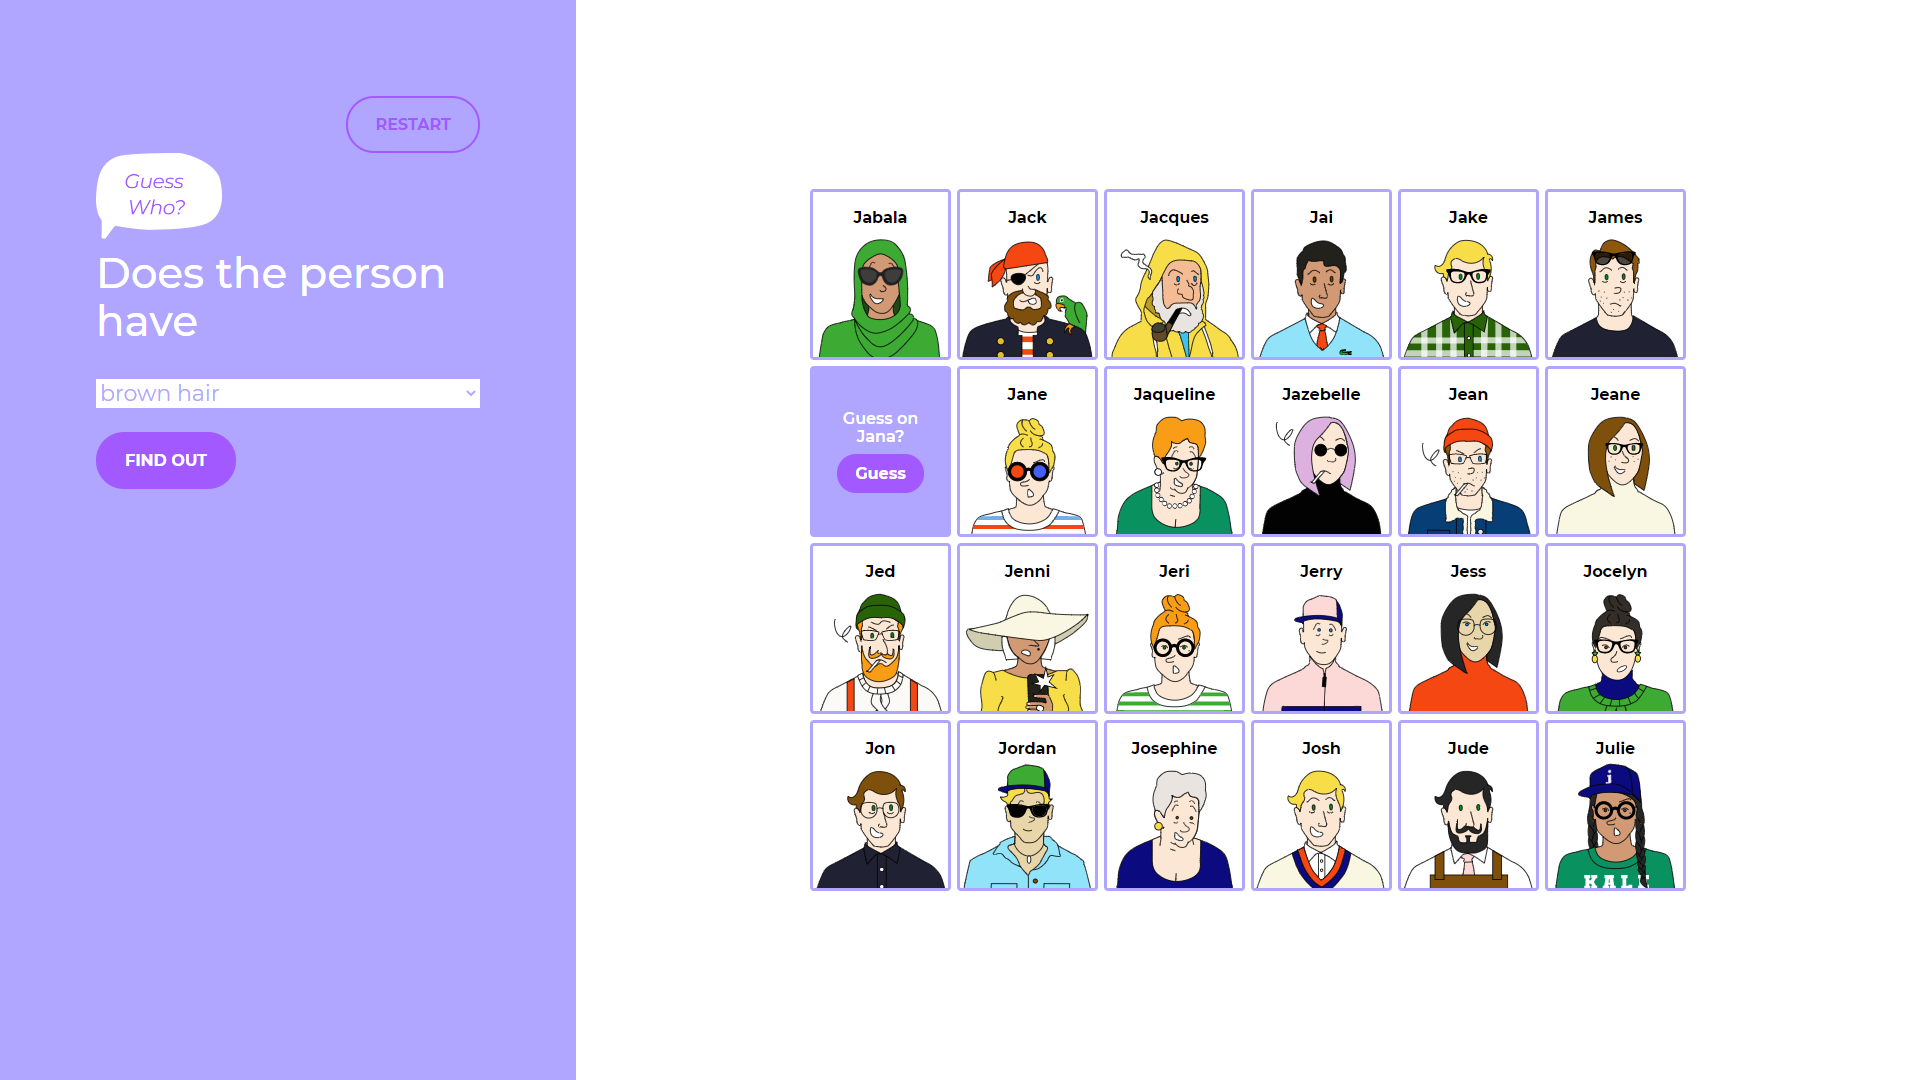 RESTART
Guess
Who?
Does the person
have
brown hair
FIND OUT
Jabala
Jack
Jacques
Jai
Jake
James
Guess on
Jana?
Guess
Jane
Jaqueline
Jazebelle
Jean
Jeane
Jed
Jenni
Jeri
Jerry
Jess
Jocelyn
Jon
Jordan
Josephine
Josh
Jude
Julie
j
KALE